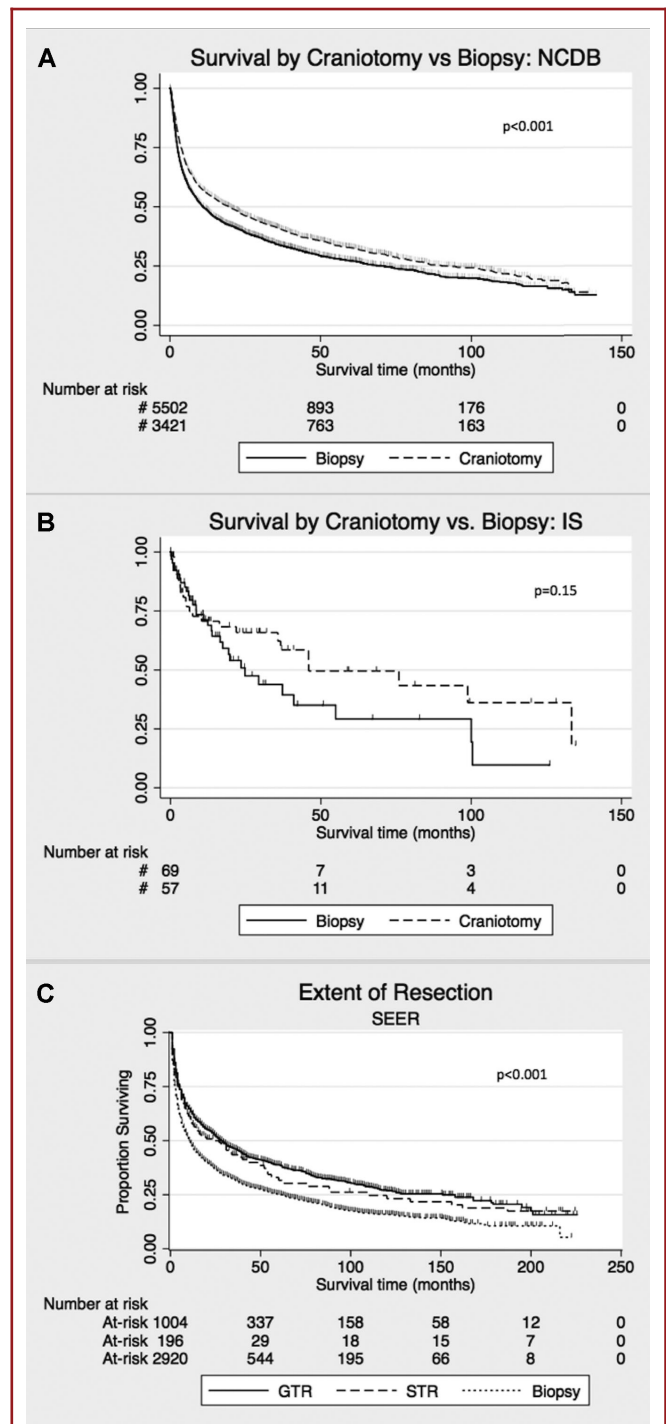 A
Survival by Craniotomy vs Biopsy: NCDB
p<0.001
1.00
0.75
0.50
0.25
0.00
0 50 100 150
Survival time (months)
Number at risk
# 5502 893 176 0
# 3421 763 163 0
Biopsy Craniotomy
B
Survival by Craniotomy vs. Biopsy: IS
p=0.15
1.00
0.75
0.50
0.25
0.00
0 50 100 150
Survival time (months)
Number at risk
# 69 7 3 0
# 57 11 4 0
Biopsy Craniotomy
C
Extent of Resection
SEER
p<0.001
Proportion Surviving
1.00
0.75
0.50
0.25
0.00
0 50 100 150 200 250
Survival time (months)
Number at risk
At-risk 1004 337 158 58 12 0
At-risk 196 29 18 15 7 0
At-risk 2920 544 195 66 8 0
GTR STR Biopsy